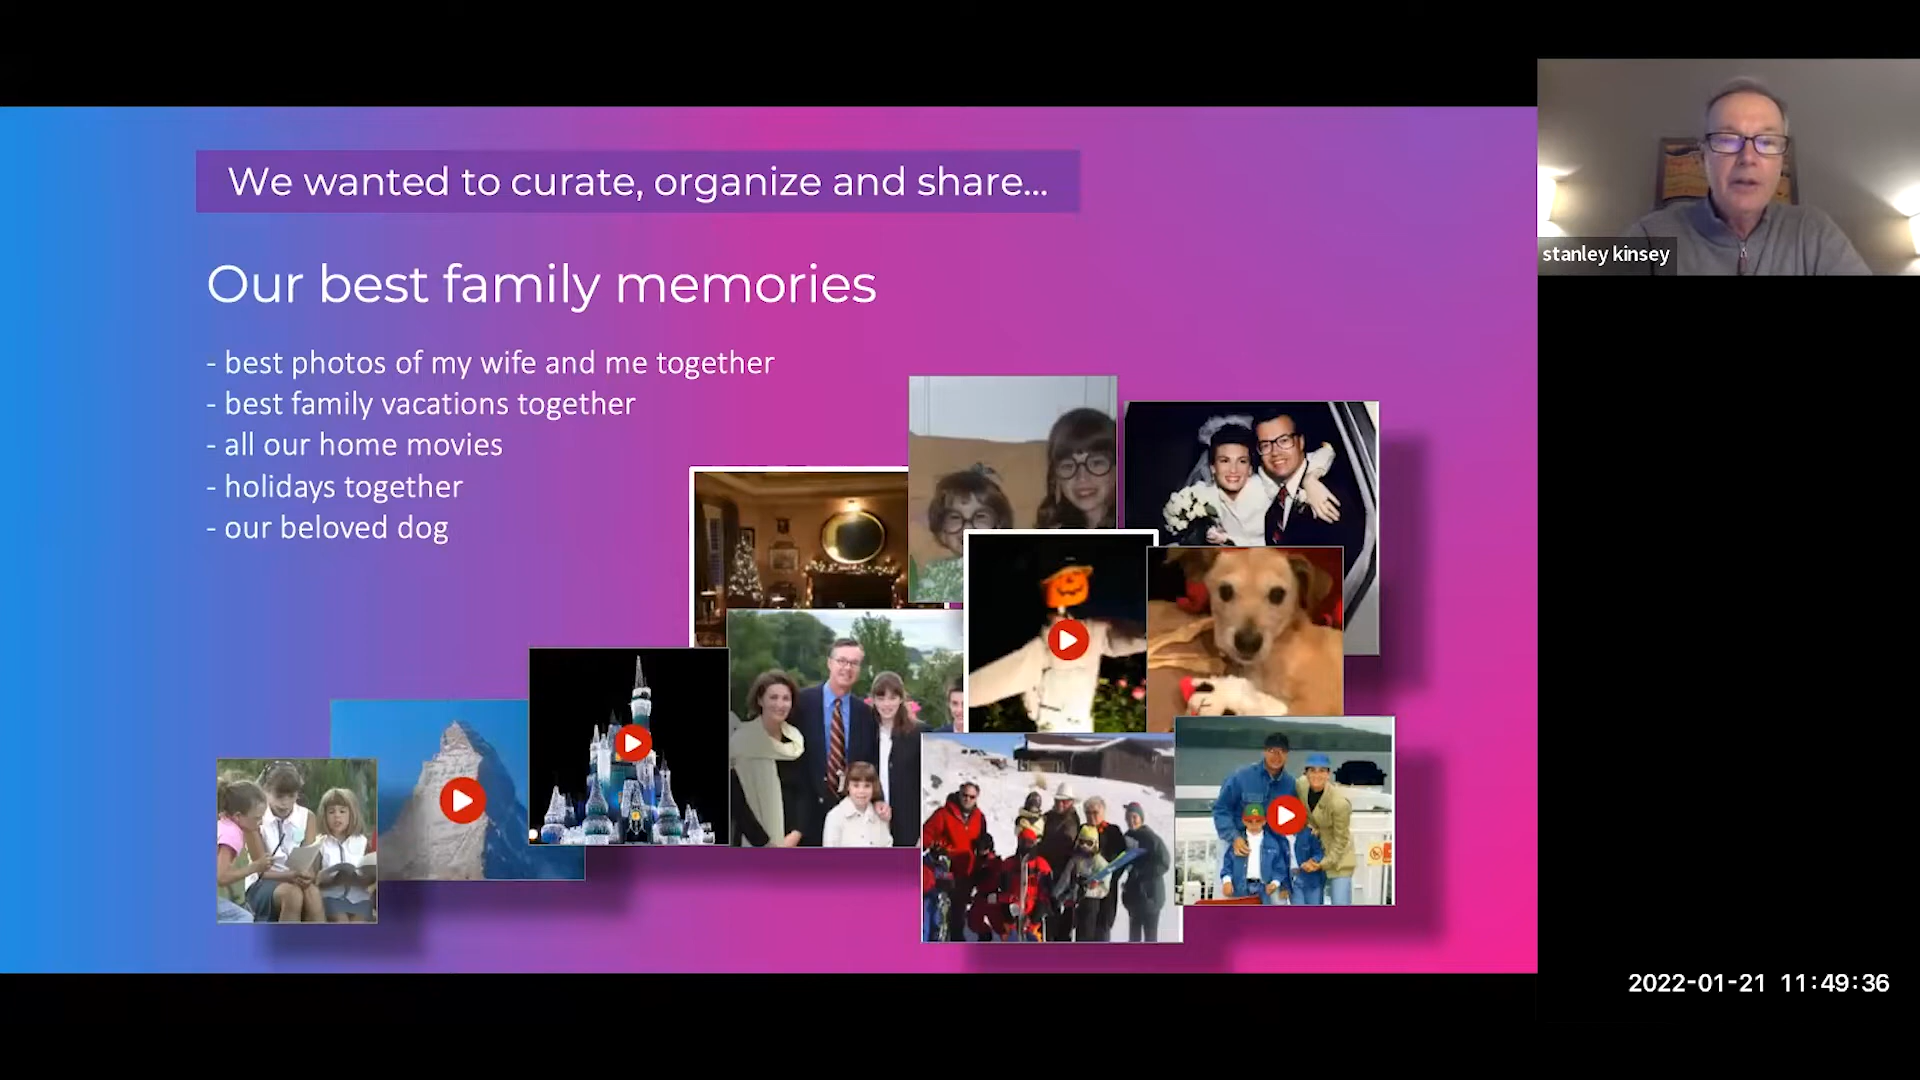 We wanted to curate, organize and share...
Our best family memories
- best photos of my wife and me together
- best family vacations together
- all our home movies
- holidays together
- our beloved dog
stanley kinsey
2022-01-21 11:49:36